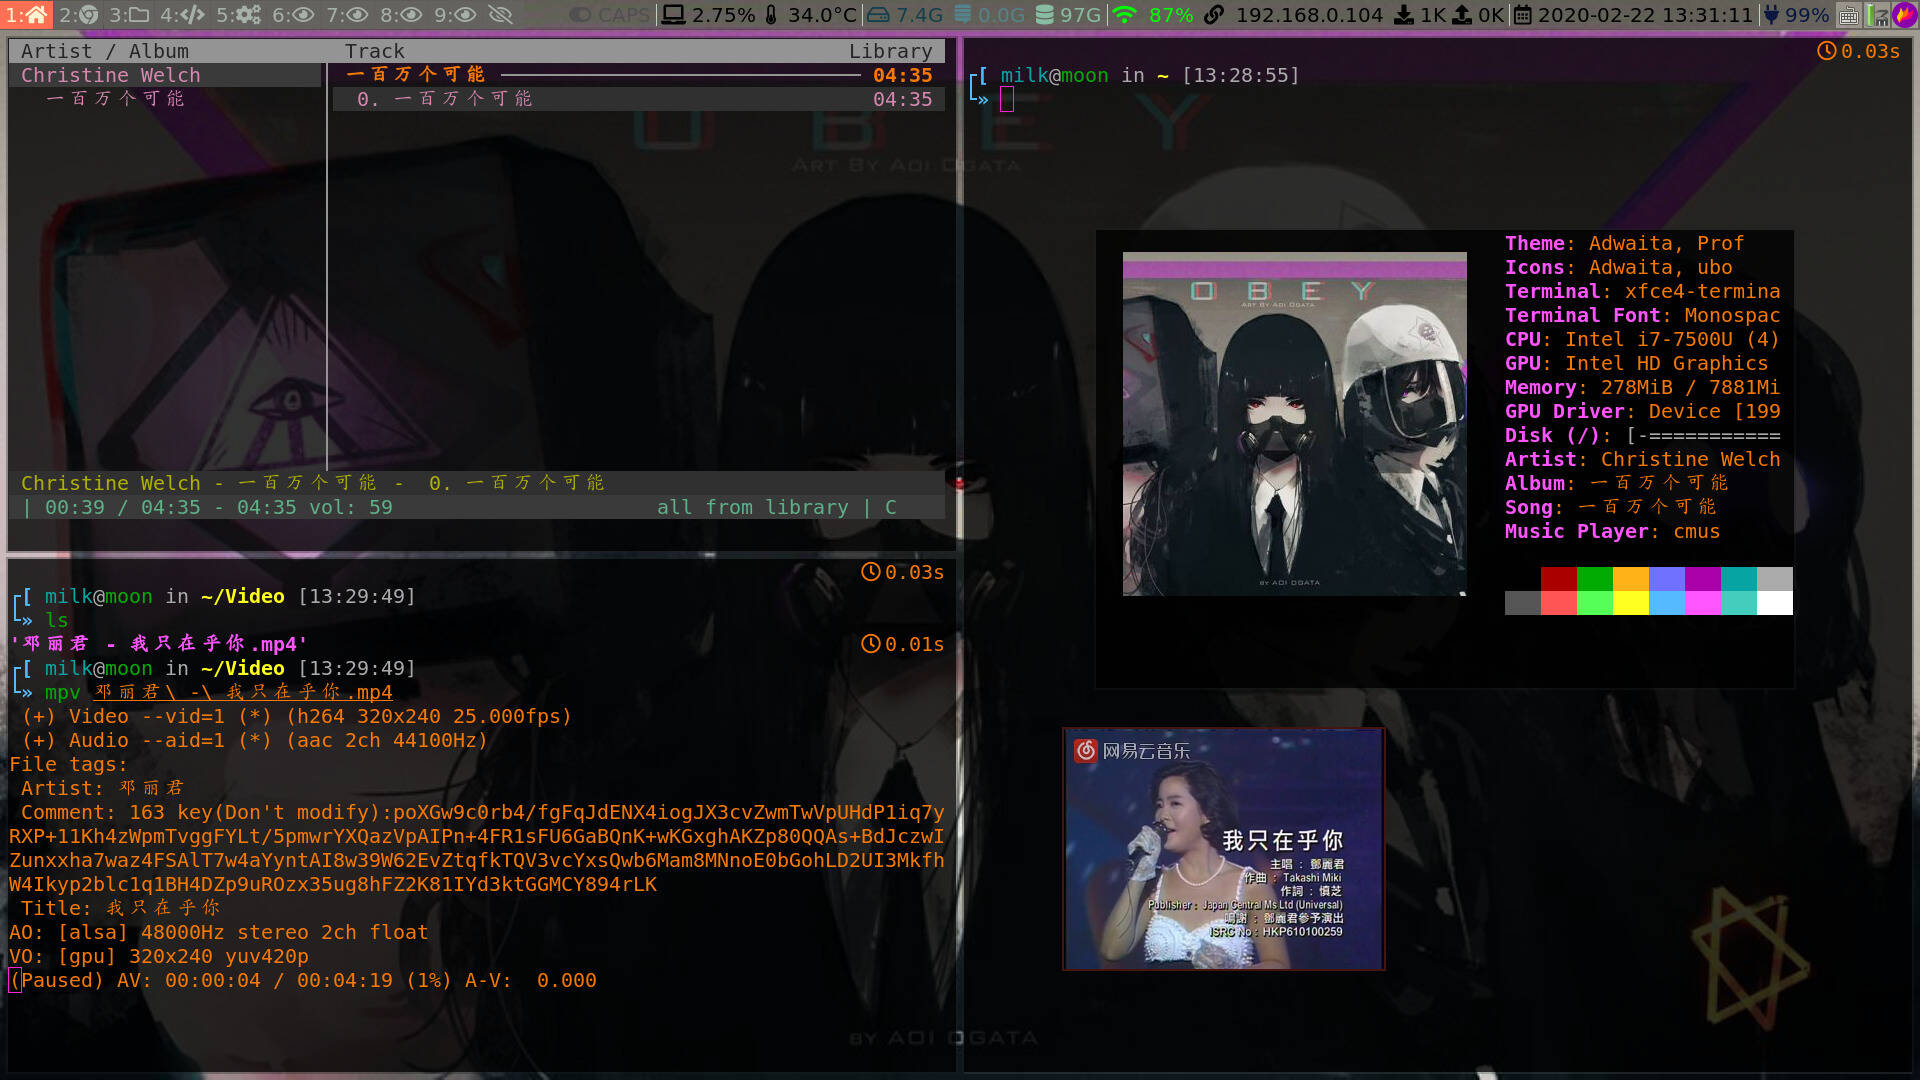 1: 2: 3: 4: 5: 6: 7: 8: 9: CAPS 2.75% 34.0°C 7.4G 0.0G 97G 87% 192.168.0.104 1K 0K 2020-02-22 13:31:11 99%
Artist / Album Track Library
Christine Welch 一百万个可能 04:35
一百万个可能 0. 一百万个可能 04:35
OBEY
ART BY AOI OGATA
Christine Welch - 一百万个可能 - 0. 一百万个可能
| 00:39 / 04:35 - 04:35 vol: 59 all from library | C
0.03s
┌[ milk@moon in ~/Video [13:29:49]
└» ls
'邓丽君 - 我只在乎你.mp4' 0.01s
┌[ milk@moon in ~/Video [13:29:49]
└» mpv 邓丽君\ -\ 我只在乎你.mp4
(+) Video --vid=1 (*) (h264 320x240 25.000fps)
(+) Audio --aid=1 (*) (aac 2ch 44100Hz)
File tags:
Artist: 邓丽君
Comment: 163 key(Don't modify):poXGw9c0rb4/fgFqJdENX4iogJX3cvZwmTwVpUHdP1iq7y
RXP+11Kh4zWpmTvggFYLt/5pmwrYXQazVpAIPn+4FR1sFU6GaBQnK+wKGxghAKZp80QQAs+BdJczwI
Zunxxha7waz4FSAlT7w4aYyntAI8w39W62EvZtqfkTQV3vcYxsQwb6Mam8MNnoE0bGohLD2UI3Mkfh
W4Ikyp2blc1q1BH4DZp9uROzx35ug8hFZ2K81IYd3ktGGMCY894rLK
Title: 我只在乎你
AO: [alsa] 48000Hz stereo 2ch float
VO: [gpu] 320x240 yuv420p
(Paused) AV: 00:00:04 / 00:04:19 (1%) A-V: 0.000
BY AOI OGATA
0.03s
┌[ milk@moon in ~ [13:28:55]
└»
OBEY
ART BY AOI OGATA
BY AOI OGATA
Theme: Adwaita, Prof
Icons: Adwaita, ubo
Terminal: xfce4-termina
Terminal Font: Monospac
CPU: Intel i7-7500U (4)
GPU: Intel HD Graphics
Memory: 278MiB / 7881Mi
GPU Driver: Device [199
Disk (/): [-===========
Artist: Christine Welch
Album: 一百万个可能
Song: 一百万个可能
Music Player: cmus
网易云音乐
我只在乎你
主唱：鄧麗君
作曲：Takashi Miki
作詞：慎芝
Publisher：Japan Central Ms Ltd (Universal)
鳴謝：鄧麗君參予演出
ISRC No：HKP610100259